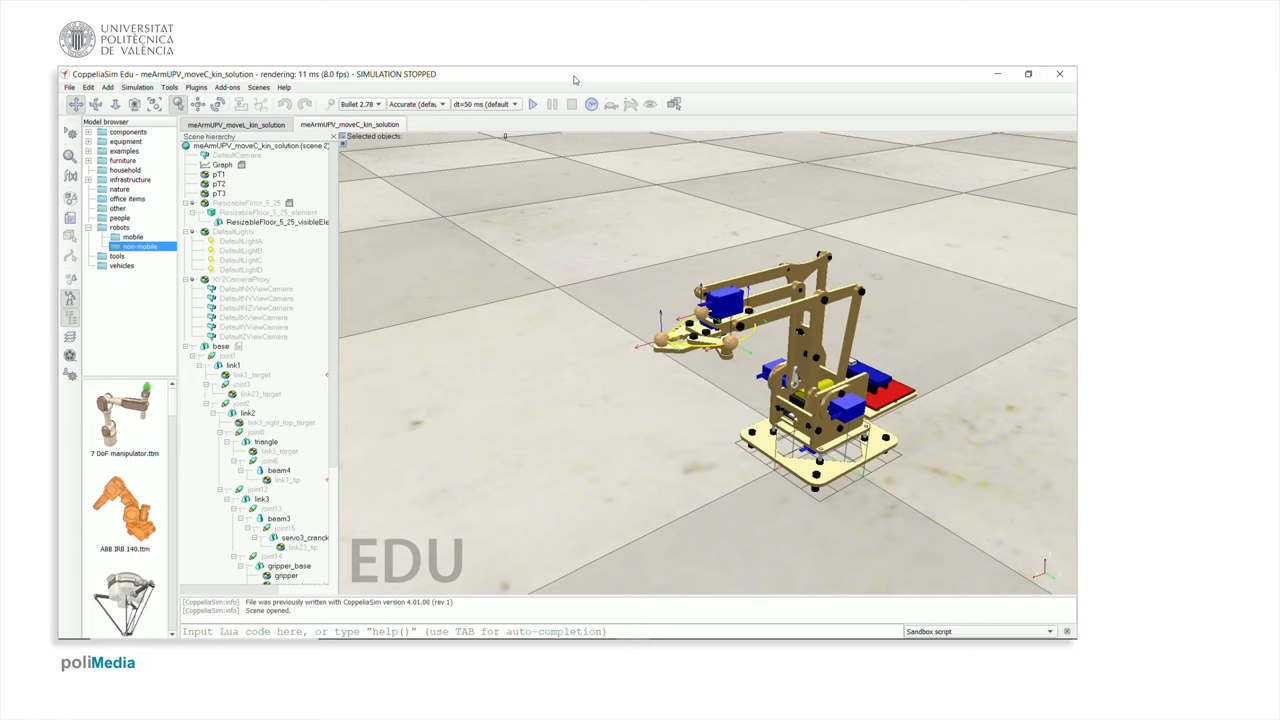 UNIVERSITAT
POLITÈCNICA
DE VALÈNCIA
CoppeliaSim Edu - meArmUPV_moveC_kin_solution - rendering: 11 ms (8.0 fps) - SIMULATION STOPPED
File Edit Add Simulation Tools Plugins Add-ons Scenes Help
Bullet 2.78 Accurate (defau dt=50 ms (default
Model browser
components
equipment
examples
furniture
household
infrastructure
nature
office items
other
people
robots
mobile
non-mobile
tools
vehicles
7 DoF manipulator.ttm
ABB IRB 140.ttm
meArmUPV_moveL_kin_solution meArmUPV_moveC_kin_solution
Scene hierarchy
meArmUPV_moveC_kin_solution (scene 2)
DefaultCamera
Graph
pT1
pT2
pT3
ResizableFloor_5_25
ResizableFloor_5_25_element
ResizableFloor_5_25_visibleEle
DefaultLights
DefaultLightA
DefaultLightB
DefaultLightC
DefaultLightD
XYZCameraProxy
DefaultNXViewCamera
DefaultNYViewCamera
DefaultNZViewCamera
DefaultXViewCamera
DefaultYViewCamera
DefaultZViewCamera
base
joint1
link1
link1_target
joint3
link23_target
joint2
link2
link3_right_top_target
joint8
triangle
link3_target
joint6
beam4
link1_tip
joint12
link3
joint13
beam3
joint15
servo3_cranck
link23_tip
joint14
gripper_base
gripper
Selected objects: 0
EDU
[CoppeliaSim:info] File was previously written with CoppeliaSim version 4.01.00 (rev 1)
[CoppeliaSim:info] Scene opened.
Input Lua code here, or type "help()" (use TAB for auto-completion)
Sandbox script
poliMedia